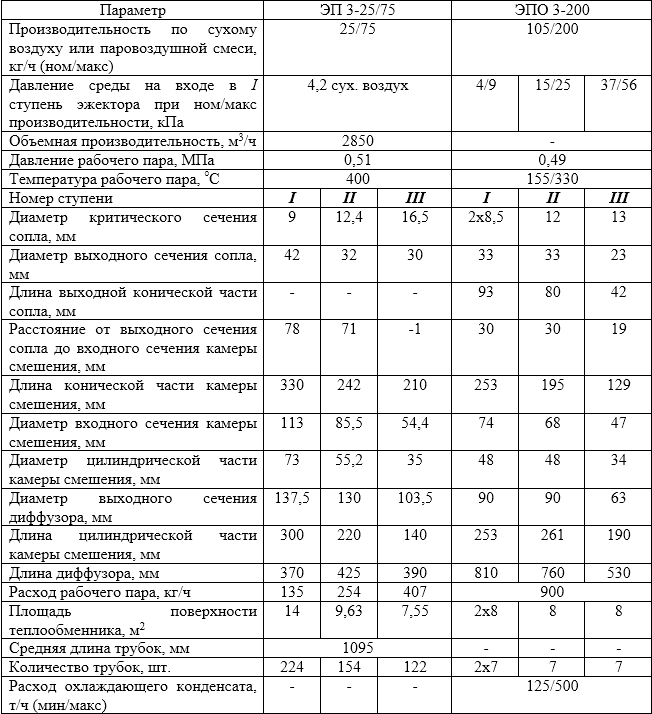 Параметр ЭП 3-25/75 ЭПО 3-200
Производительность по сухому
воздуху или паровоздушной смеси,
кг/ч (ном/макс)
25/75 105/200
Давление среды на входе в I
ступень эжектора при ном/макс
производительности, кПа
4,2 сух. воздух 4/9 15/25 37/56
Объемная производительность, м³/ч 2850 -
Давление рабочего пара, МПа 0,51 0,49
Температура рабочего пара, °С 400 155/330
Номер ступени I II III I II III
Диаметр критического сечения
сопла, мм
9 12,4 16,5 2х8,5 12 13
Диаметр выходного сечения сопла,
мм
42 32 30 33 33 23
Длина выходной конической части
сопла, мм
- - - 93 80 42
Расстояние от выходного сечения
сопла до входного сечения камеры
смешения, мм
78 71 -1 30 30 19
Длина конической части камеры
смешения, мм
330 242 210 253 195 129
Диаметр входного сечения камеры
смешения, мм
113 85,5 54,4 74 68 47
Диаметр цилиндрической части
камеры смешения, мм
73 55,2 35 48 48 34
Диаметр выходного сечения
диффузора, мм
137,5 130 103,5 90 90 63
Длина цилиндрической части
камеры смешения, мм
300 220 140 253 261 190
Длина диффузора, мм 370 425 390 810 760 530
Расход рабочего пара, кг/ч 135 254 407 900
Площадь поверхности
теплообменника, м²
14 9,63 7,55 2х8 8 8
Средняя длина трубок, мм 1095 - - -
Количество трубок, шт. 224 154 122 2х7 7 7
Расход охлаждающего конденсата,
т/ч (мин/макс)
- - - 125/500